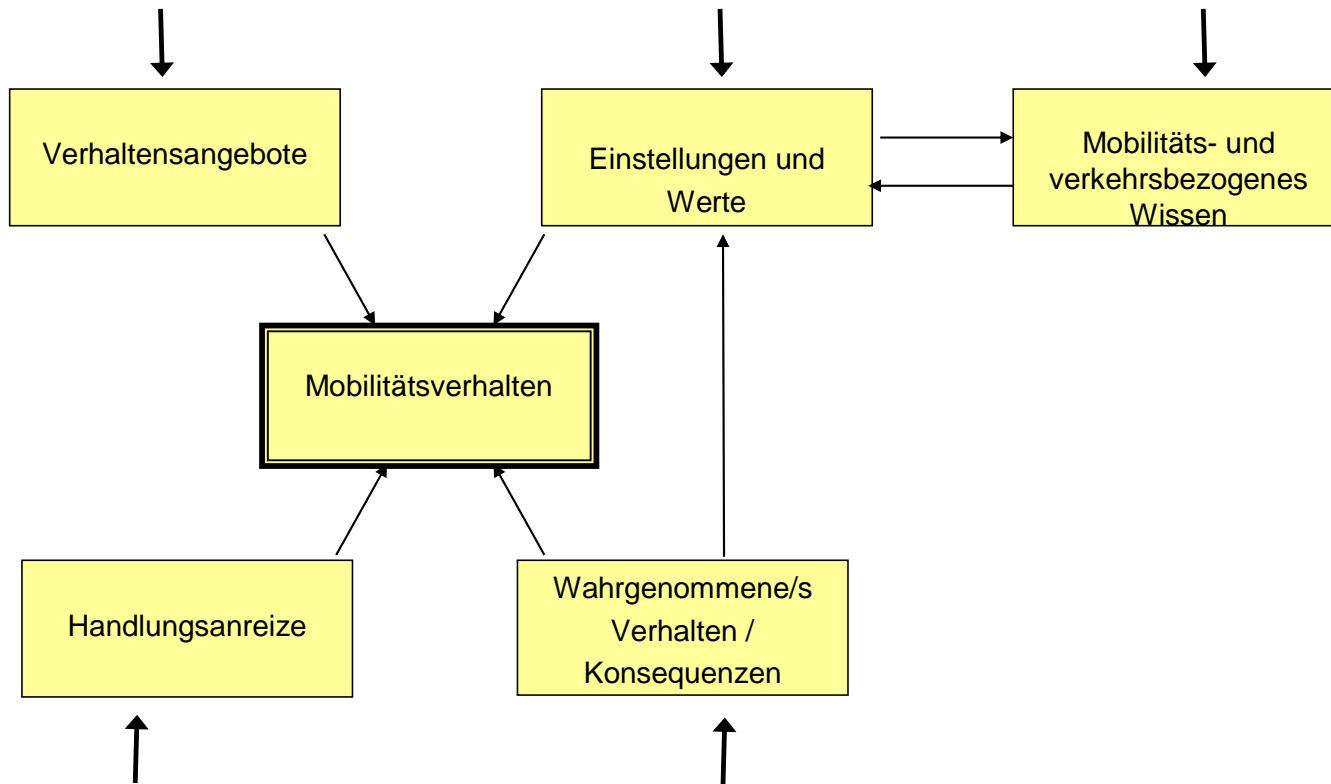 Verhaltensangebote
Einstellungen und
Werte
Mobilitäts- und
verkehrsbezogenes
Wissen
Mobilitätsverhalten
Handlungsanreize
Wahrgenommene/s
Verhalten /
Konsequenzen